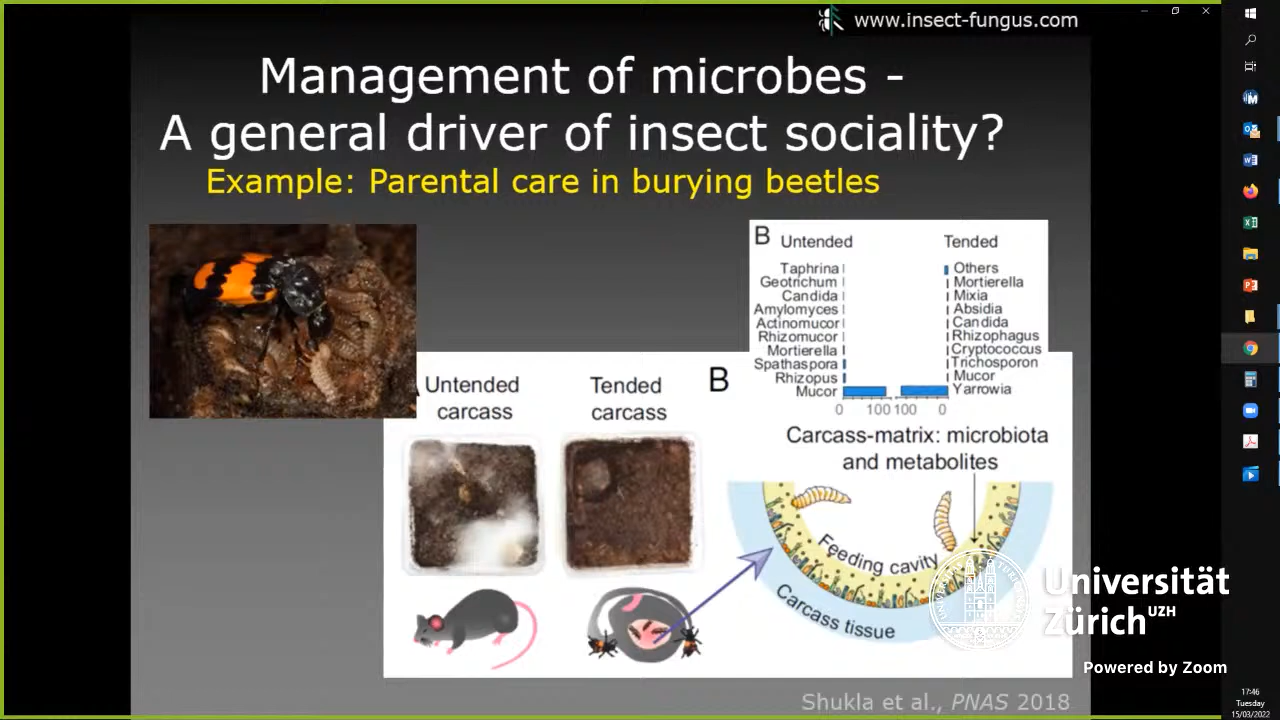 www.insect-fungus.com
Management of microbes -
A general driver of insect sociality?
Example: Parental care in burying beetles
B
Untended
Tended
Taphrina
Geotrichum
Candida
Amylomyces
Actinomucor
Rhizomucor
Mortierella
Spathaspora
Rhizopus
Mucor
Others
Mortierella
Mixia
Absidia
Candida
Rhizophagus
Cryptococcus
Trichosporon
Mucor
Yarrowia
0 100 100 0
Untended
carcass
Tended
carcass
B
Carcass-matrix: microbiota
and metabolites
Feeding cavity
Carcass tissue
Universität
Zürich UZH
Powered by Zoom
Shukla et al., PNAS 2018
17:46
Tuesday
15/03/2022